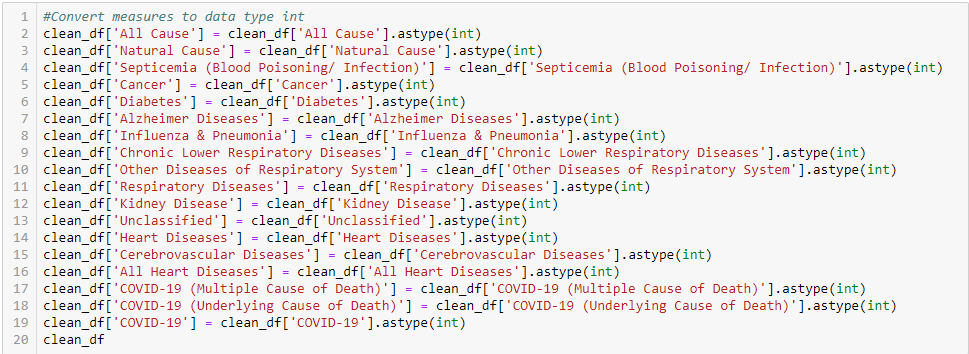 1 #Convert measures to data type int
2 clean_df['All Cause'] = clean_df['All Cause'].astype(int)
3 clean_df['Natural Cause'] = clean_df['Natural Cause'].astype(int)
4 clean_df['Septicemia (Blood Poisoning/ Infection)'] = clean_df['Septicemia (Blood Poisoning/ Infection)'].astype(int)
5 clean_df['Cancer'] = clean_df['Cancer'].astype(int)
6 clean_df['Diabetes'] = clean_df['Diabetes'].astype(int)
7 clean_df['Alzheimer Diseases'] = clean_df['Alzheimer Diseases'].astype(int)
8 clean_df['Influenza & Pneumonia'] = clean_df['Influenza & Pneumonia'].astype(int)
9 clean_df['Chronic Lower Respiratory Diseases'] = clean_df['Chronic Lower Respiratory Diseases'].astype(int)
10 clean_df['Other Diseases of Respiratory System'] = clean_df['Other Diseases of Respiratory System'].astype(int)
11 clean_df['Respiratory Diseases'] = clean_df['Respiratory Diseases'].astype(int)
12 clean_df['Kidney Disease'] = clean_df['Kidney Disease'].astype(int)
13 clean_df['Unclassified'] = clean_df['Unclassified'].astype(int)
14 clean_df['Heart Diseases'] = clean_df['Heart Diseases'].astype(int)
15 clean_df['Cerebrovascular Diseases'] = clean_df['Cerebrovascular Diseases'].astype(int)
16 clean_df['All Heart Diseases'] = clean_df['All Heart Diseases'].astype(int)
17 clean_df['COVID-19 (Multiple Cause of Death)'] = clean_df['COVID-19 (Multiple Cause of Death)'].astype(int)
18 clean_df['COVID-19 (Underlying Cause of Death)'] = clean_df['COVID-19 (Underlying Cause of Death)'].astype(int)
19 clean_df['COVID-19'] = clean_df['COVID-19'].astype(int)
20 clean_df